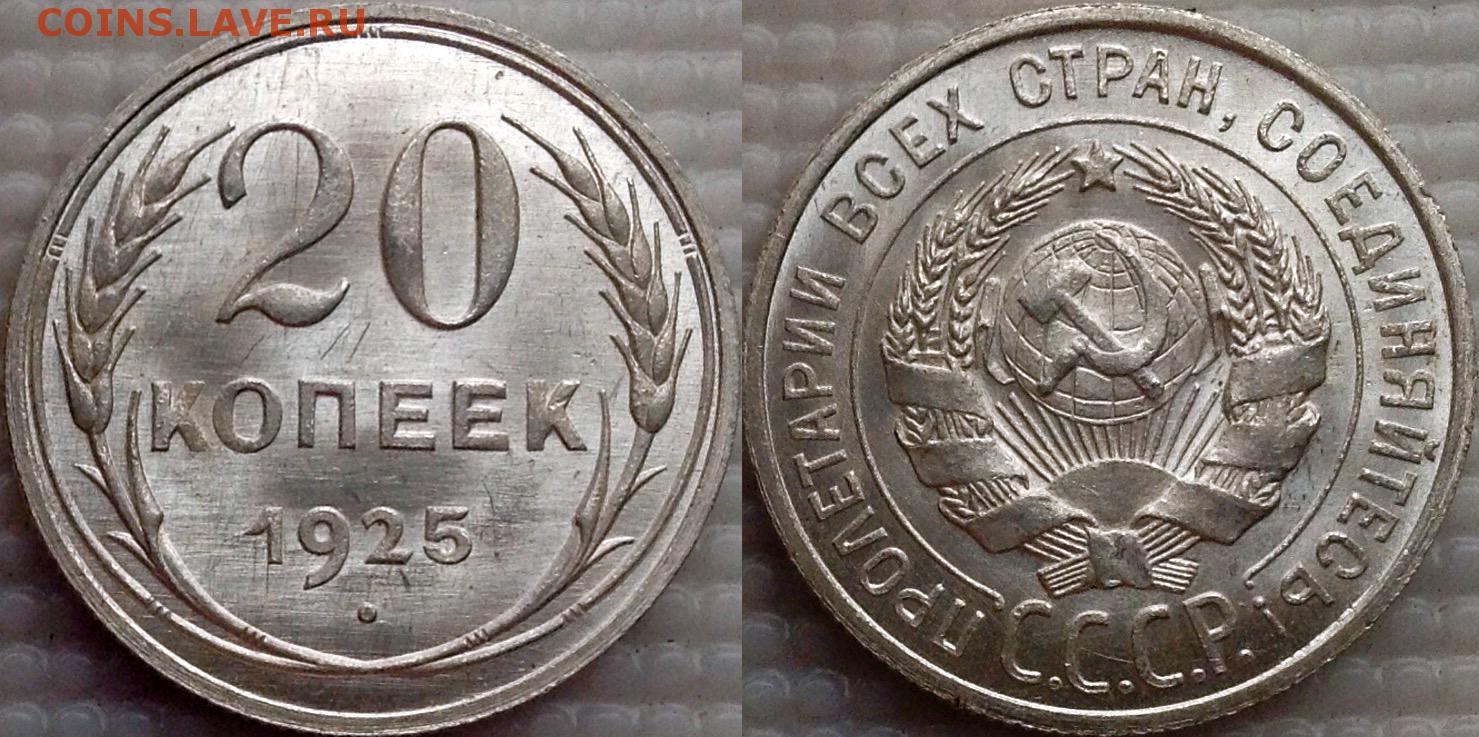 COINS.LAVE.RU
20
КОПЕЕК
1925
ПРОЛЕТАРИИ ВСЕХ СТРАН, СОЕДИНЯЙТЕСЬ!
С.С.С.Р.